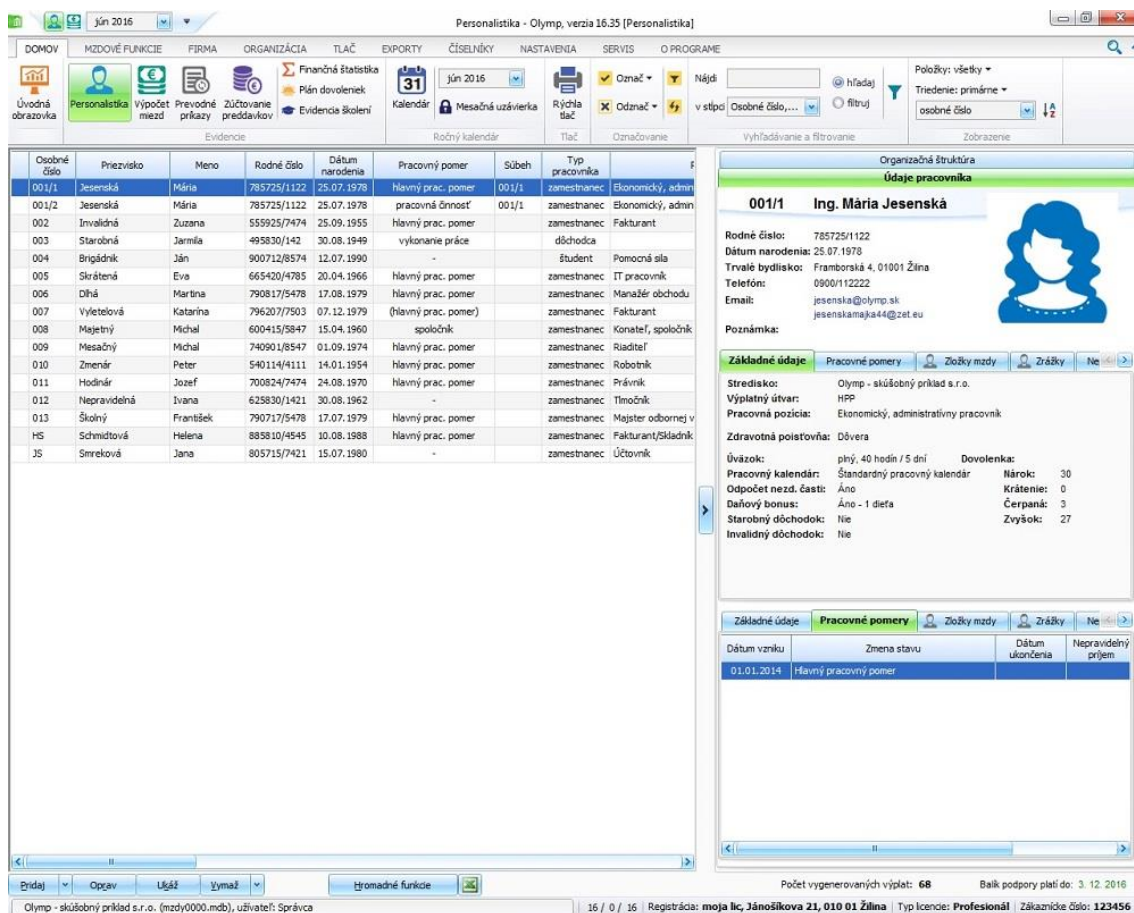 jún 2016
Personalistika - Olymp, verzia 16.35 [Personalistika]
DOMOV MZDOVÉ FUNKCIE FIRMA ORGANIZÁCIA TLAČ EXPORTY ČÍSELNÍKY NASTAVENIA SERVIS O PROGRAME
Úvodná obrazovka
Personalistika
Výpočet miezd
Prevodné príkazy
Zúčtovanie preddavkov
Finančná štatistika
Plán dovoleniek
Evidencia školení
Evidencie
31
Kalendár
jún 2016
Mesačná uzávierka
Ročný kalendár
Rýchla tlač
Tlač
Označ
Odznač
Označovanie
Nájdi
hľadaj
v stĺpci Osobné číslo,...
filtruj
Vyhľadávanie a filtrovanie
Položky: všetky
Triedenie: primárne
osobné číslo
Zobrazenie
Osobné číslo Priezvisko Meno Rodné číslo Dátum narodenia Pracovný pomer Súbeh Typ pracovníka
001/1 Jesenská Mária 785725/1122 25.07.1978 hlavný prac. pomer 001/1 zamestnanec Ekonomický, admin
001/2 Jesenská Mária 785725/1122 25.07.1978 pracovná činnosť 001/1 zamestnanec Ekonomický, admin
002 Invalidná Zuzana 555925/7474 25.09.1955 hlavný prac. pomer zamestnanec Fakturant
003 Starobná Jarmila 495830/142 30.08.1949 vykonanie práce dôchodca
004 Brigádnik Ján 900712/8574 12.07.1990 - študent Pomocná sila
005 Skrátená Eva 665420/4785 20.04.1966 hlavný prac. pomer zamestnanec IT pracovník
006 Dlhá Martina 790817/5478 17.08.1979 hlavný prac. pomer zamestnanec Manažér obchodu
007 Vyletelová Katarína 796207/7503 07.12.1979 (hlavný prac. pomer) zamestnanec Fakturant
008 Majetný Michal 600415/5847 15.04.1960 spoločník zamestnanec Konateľ, spoločník
009 Mesačný Michal 740901/8547 01.09.1974 hlavný prac. pomer zamestnanec Riaditeľ
010 Zmenár Peter 540114/4111 14.01.1954 hlavný prac. pomer zamestnanec Robotník
011 Hodinár Jozef 700824/7474 24.08.1970 hlavný prac. pomer zamestnanec Právnik
012 Nepravidelná Ivana 625830/1421 30.08.1962 - zamestnanec Tlmočník
013 Školný František 790717/5478 17.07.1979 hlavný prac. pomer zamestnanec Majster odbornej v
HS Schmidtová Helena 885810/4545 10.08.1988 hlavný prac. pomer zamestnanec Fakturant/Skladník
JS Smreková Jana 805715/7421 15.07.1980 - zamestnanec Účtovník
Organizačná štruktúra
Údaje pracovníka
001/1 Ing. Mária Jesenská
Rodné číslo: 785725/1122
Dátum narodenia: 25.07.1978
Trvalé bydlisko: Framborská 4, 01001 Žilina
Telefón: 0900/112222
Email: jesenska@olymp.sk
jesenskamajka44@zet.eu
Poznámka:
Základné údaje Pracovné pomery Zložky mzdy Zrážky Ne
Stredisko: Olymp - skúšobný príklad s.r.o.
Výplatný útvar: HPP
Pracovná pozícia: Ekonomický, administratívny pracovník
Zdravotná poisťovňa: Dôvera
Úväzok: plný, 40 hodín / 5 dní Dovolenka:
Pracovný kalendár: Štandardný pracovný kalendár Nárok: 30
Odpočet nezd. časti: Áno Krátenie: 0
Daňový bonus: Áno - 1 dieťa Čerpaná: 3
Starobný dôchodok: Nie Zvyšok: 27
Invalidný dôchodok: Nie
Základné údaje Pracovné pomery Zložky mzdy Zrážky Ne
Dátum vzniku Zmena stavu Dátum ukončenia Nepravidelný príjem
01.01.2014 Hlavný pracovný pomer
Pridaj Oprav Ukáž Vymaž Hromadné funkcie
Počet vygenerovaných výplat: 68 Balík podpory platí do: 3. 12. 2016
Olymp - skúšobný príklad s.r.o. (mzdy0000.mdb), užívateľ: Správca 16 / 0 / 16 Registrácia: moja lic, Jánošíkova 21, 010 01 Žilina Typ licencie: Profesionál Zákaznícke číslo: 123456